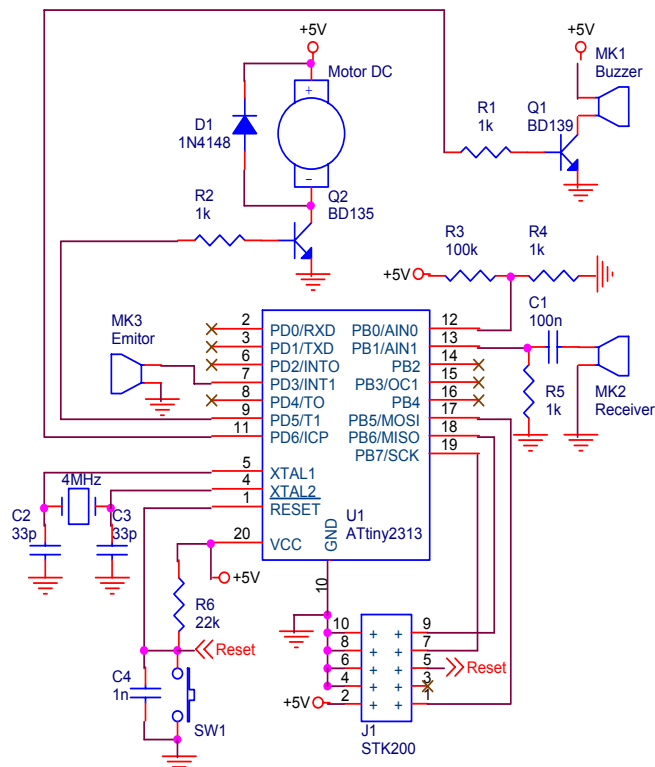 +5V
+5V
MK1
Buzzer
Motor DC
+
-
D1
1N4148
R1
1k
Q1
BD139
R2
1k
Q2
BD135
R3
100k
R4
1k
+5V
C1
100n
MK3
Emitor
MK2
Receiver
R5
1k
2 PD0/RXD
3 PD1/TXD
6 PD2/INTO
7 PD3/INT1
8 PD4/TO
9 PD5/T1
11 PD6/ICP
5 XTAL1
4 XTAL2
1 RESET
20 VCC
PB0/AIN0 12
PB1/AIN1 13
PB2 14
PB3/OC1 15
PB4 16
PB5/MOSI 17
PB6/MISO 18
PB7/SCK 19
GND
10
U1
ATtiny2313
4MHz
C2
33p
C3
33p
+5V
R6
22k
Reset
C4
1n
SW1
10 + + 9
8 + + 7
6 + + 5
4 + + 3
2 + + 1
Reset
+5V
J1
STK200